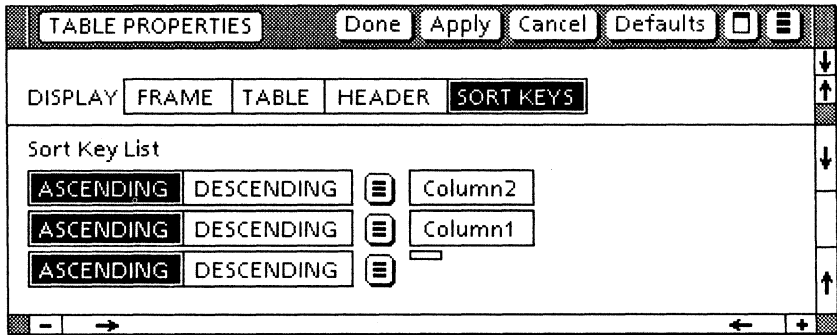 TABLE PROPERTIES Done Apply Cancel Defaults
DISPLAY FRAME TABLE HEADER SORT KEYS
Sort Key List
ASCENDING DESCENDING Column2
ASCENDING DESCENDING Column1
ASCENDING DESCENDING